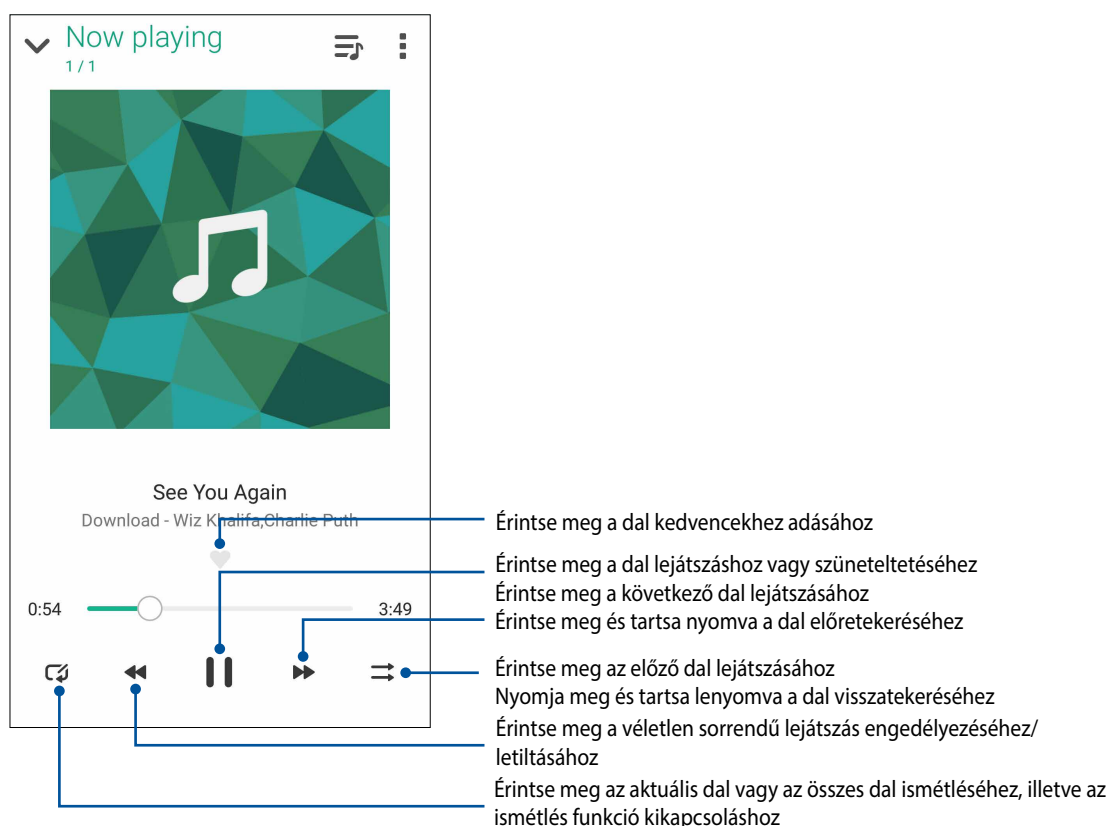 Now playing
1 / 1
See You Again
Download - Wiz Khalifa,Charlie Puth
0:54
3:49
Érintse meg a dal kedvencekhez adásához
Érintse meg a dal lejátszáshoz vagy szüneteltetéséhez
Érintse meg a következő dal lejátszásához
Érintse meg és tartsa nyomva a dal előretekeréséhez
Érintse meg az előző dal lejátszásához
Nyomja meg és tartsa lenyomva a dal visszatekeréséhez
Érintse meg a véletlen sorrendű lejátszás engedélyezéséhez/
letiltásához
Érintse meg az aktuális dal vagy az összes dal ismétléséhez, illetve az
ismétlés funkció kikapcsoláshoz